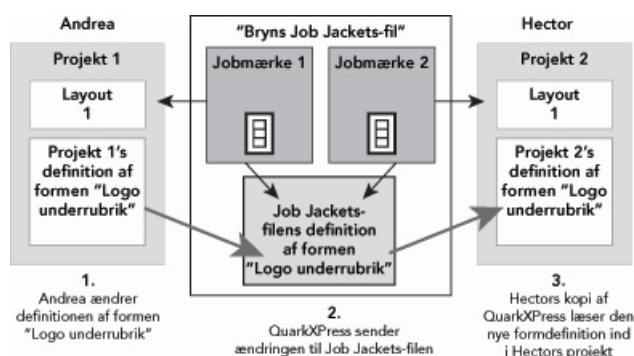 Andrea
Projekt 1
Layout
1
Projekt 1's
definition af
formen "Logo
underrubrik"
1.
Andrea ændrer
definitionen af formen
"Logo underrubrik"
"Bryns Job Jackets-fil"
Jobmærke 1
Jobmærke 2
Job Jackets-
filens definition
af formen
"Logo underrubrik"
2.
QuarkXPress sender
ændringen til Job Jackets-filen
Hector
Projekt 2
Layout
1
Projekt 2's
definition af
formen "Logo
underrubrik"
3.
Hectors kopi af
QuarkXPress læser den
nye formdefinition ind
i Hectors projekt